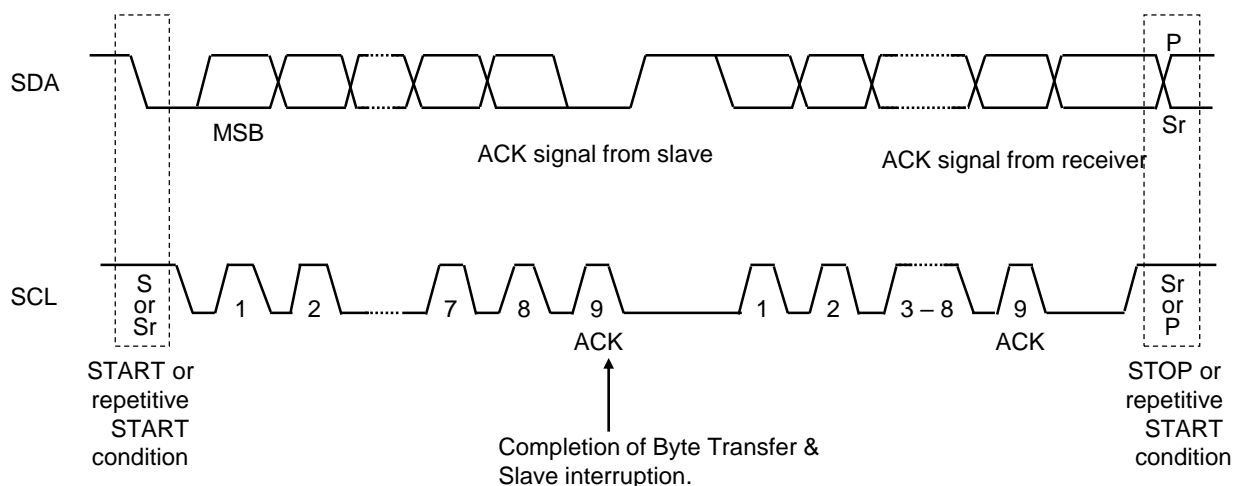 P
SDA
MSB
Sr
ACK signal from slave
ACK signal from receiver
SCL
S
or
Sr
1
2
7
8
9
1
2
3 – 8
9
Sr
or
P
ACK
ACK
START or
repetitive
START
condition
Completion of Byte Transfer &
Slave interruption.
STOP or
repetitive
START
condition